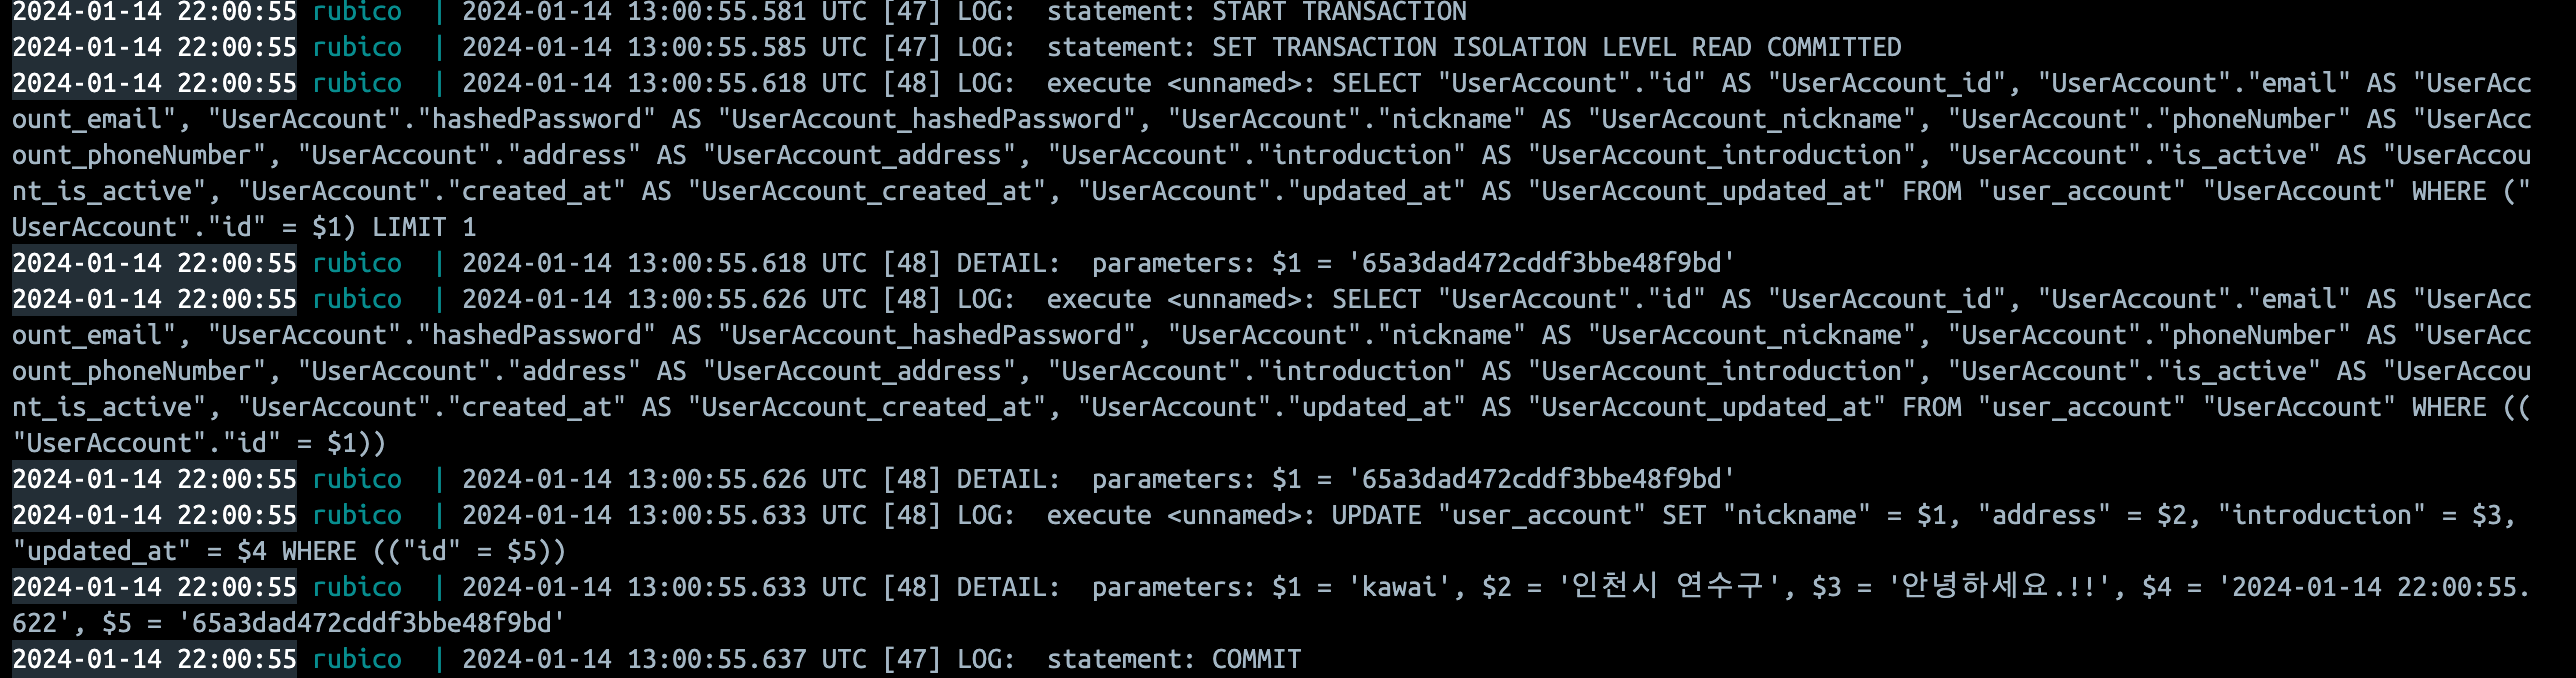 2024-01-14 22:00:55 rubico  | 2024-01-14 13:00:55.581 UTC [47] LOG:  statement: START TRANSACTION
2024-01-14 22:00:55 rubico  | 2024-01-14 13:00:55.585 UTC [47] LOG:  statement: SET TRANSACTION ISOLATION LEVEL READ COMMITTED
2024-01-14 22:00:55 rubico  | 2024-01-14 13:00:55.618 UTC [48] LOG:  execute <unnamed>: SELECT "UserAccount"."id" AS "UserAccount_id", "UserAccount"."email" AS "UserAcc
ount_email", "UserAccount"."hashedPassword" AS "UserAccount_hashedPassword", "UserAccount"."nickname" AS "UserAccount_nickname", "UserAccount"."phoneNumber" AS "UserAcc
ount_phoneNumber", "UserAccount"."address" AS "UserAccount_address", "UserAccount"."introduction" AS "UserAccount_introduction", "UserAccount"."is_active" AS "UserAccou
nt_is_active", "UserAccount"."created_at" AS "UserAccount_created_at", "UserAccount"."updated_at" AS "UserAccount_updated_at" FROM "user_account" "UserAccount" WHERE ("
UserAccount"."id" = $1) LIMIT 1
2024-01-14 22:00:55 rubico  | 2024-01-14 13:00:55.618 UTC [48] DETAIL:  parameters: $1 = '65a3dad472cddf3bbe48f9bd'
2024-01-14 22:00:55 rubico  | 2024-01-14 13:00:55.626 UTC [48] LOG:  execute <unnamed>: SELECT "UserAccount"."id" AS "UserAccount_id", "UserAccount"."email" AS "UserAcc
ount_email", "UserAccount"."hashedPassword" AS "UserAccount_hashedPassword", "UserAccount"."nickname" AS "UserAccount_nickname", "UserAccount"."phoneNumber" AS "UserAcc
ount_phoneNumber", "UserAccount"."address" AS "UserAccount_address", "UserAccount"."introduction" AS "UserAccount_introduction", "UserAccount"."is_active" AS "UserAccou
nt_is_active", "UserAccount"."created_at" AS "UserAccount_created_at", "UserAccount"."updated_at" AS "UserAccount_updated_at" FROM "user_account" "UserAccount" WHERE ((
"UserAccount"."id" = $1))
2024-01-14 22:00:55 rubico  | 2024-01-14 13:00:55.626 UTC [48] DETAIL:  parameters: $1 = '65a3dad472cddf3bbe48f9bd'
2024-01-14 22:00:55 rubico  | 2024-01-14 13:00:55.633 UTC [48] LOG:  execute <unnamed>: UPDATE "user_account" SET "nickname" = $1, "address" = $2, "introduction" = $3,
"updated_at" = $4 WHERE (("id" = $5))
2024-01-14 22:00:55 rubico  | 2024-01-14 13:00:55.633 UTC [48] DETAIL:  parameters: $1 = 'kawai', $2 = '인천시 연수구', $3 = '안녕하세요.!!', $4 = '2024-01-14 22:00:55.
622', $5 = '65a3dad472cddf3bbe48f9bd'
2024-01-14 22:00:55 rubico  | 2024-01-14 13:00:55.637 UTC [47] LOG:  statement: COMMIT